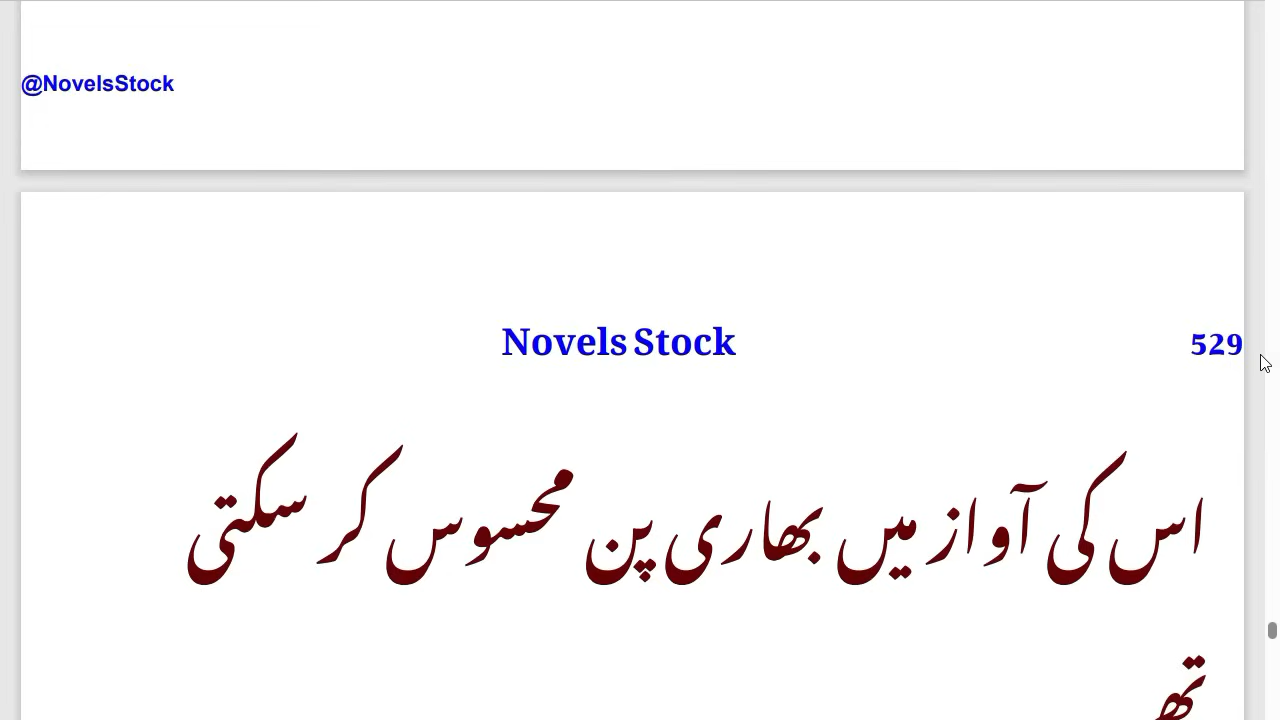 @NovelsStock
Novels Stock 529
اس کی آواز میں بھاری پن محسوس کر سکتی